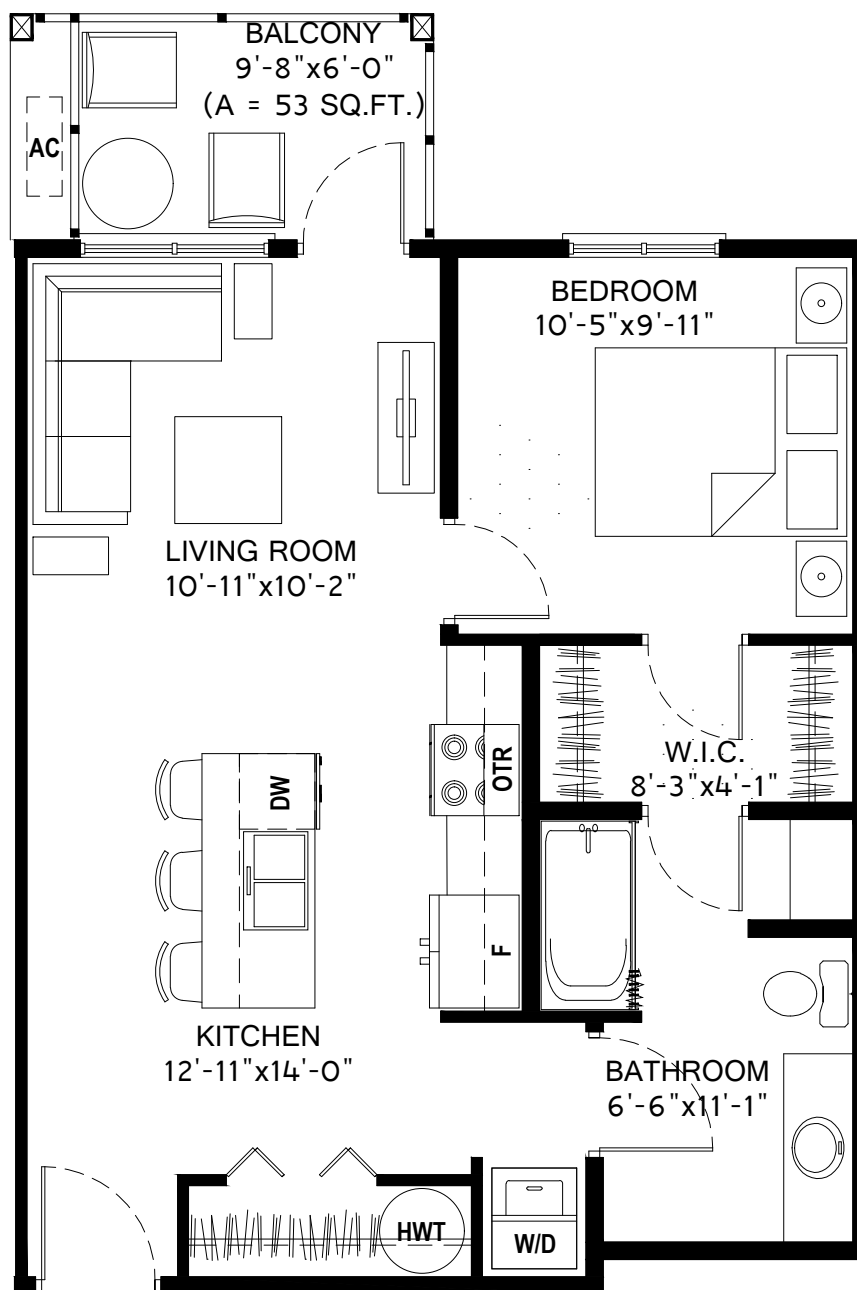 BALCONY
9'-8"x6'-0"
(A = 53 SQ.FT.)
AC
BEDROOM
10'-5"x9'-11"
LIVING ROOM
10'-11"x10'-2"
OTR
W.I.C.
8'-3"x4'-1"
DW
F
KITCHEN
12'-11"x14'-0"
BATHROOM
6'-6"x11'-1"
HWT
W/D